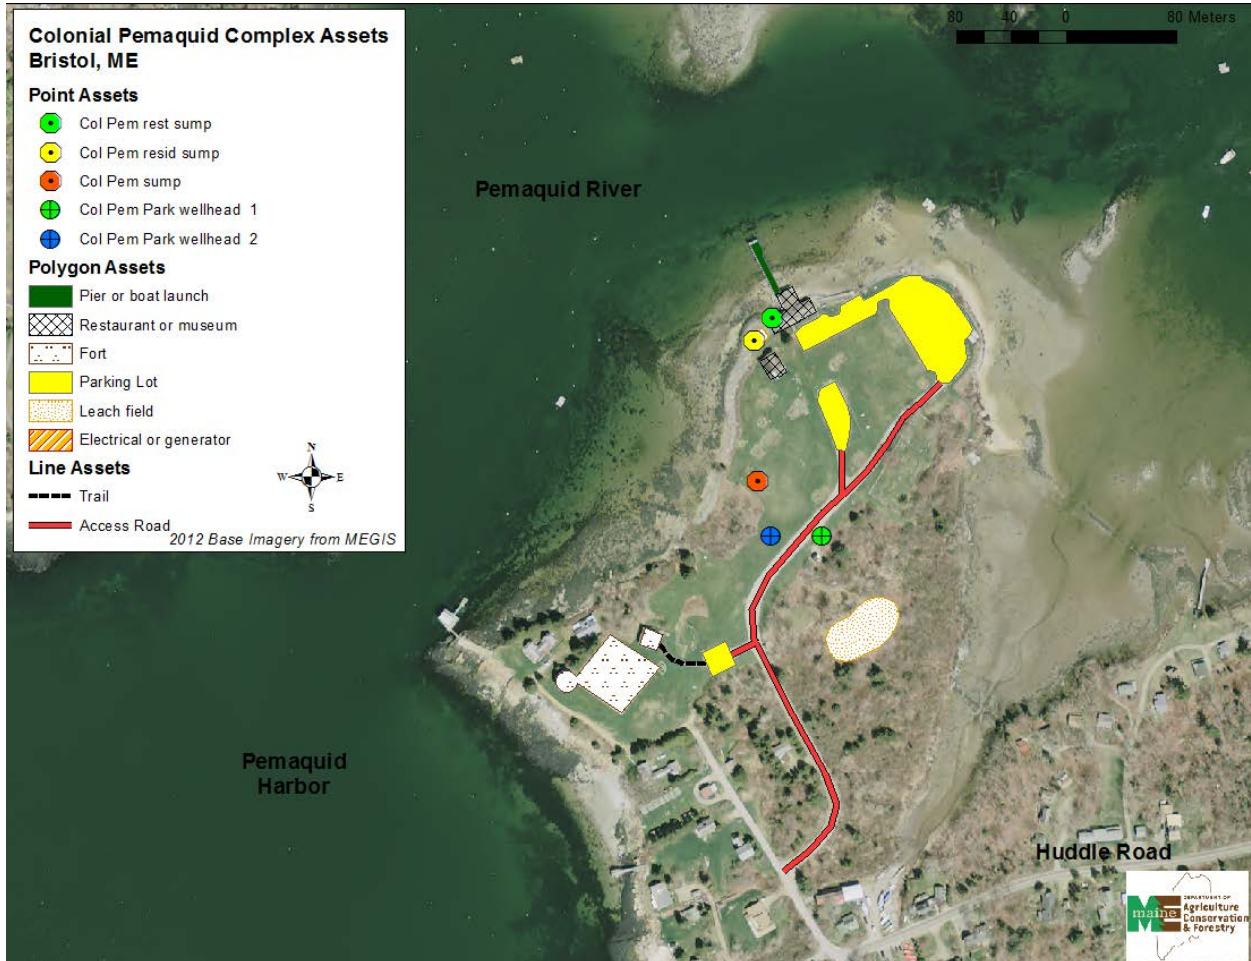 Colonial Pemaquid Complex Assets
Bristol, ME
Point Assets
Col Pem rest sump
Col Pem resid sump
Col Pem sump
Col Pem Park wellhead 1
Col Pem Park wellhead 2
Polygon Assets
Pier or boat launch
Restaurant or museum
Fort
Parking Lot
Leach field
Electrical or generator
Line Assets
Trail
Access Road
N
W E
S
2012 Base Imagery from MEGIS
80 40 0 80 Meters
Pemaquid River
Pemaquid
Harbor
Huddle Road
ME
maine
DEPARTMENT OF
Agriculture
Conservation
& Forestry